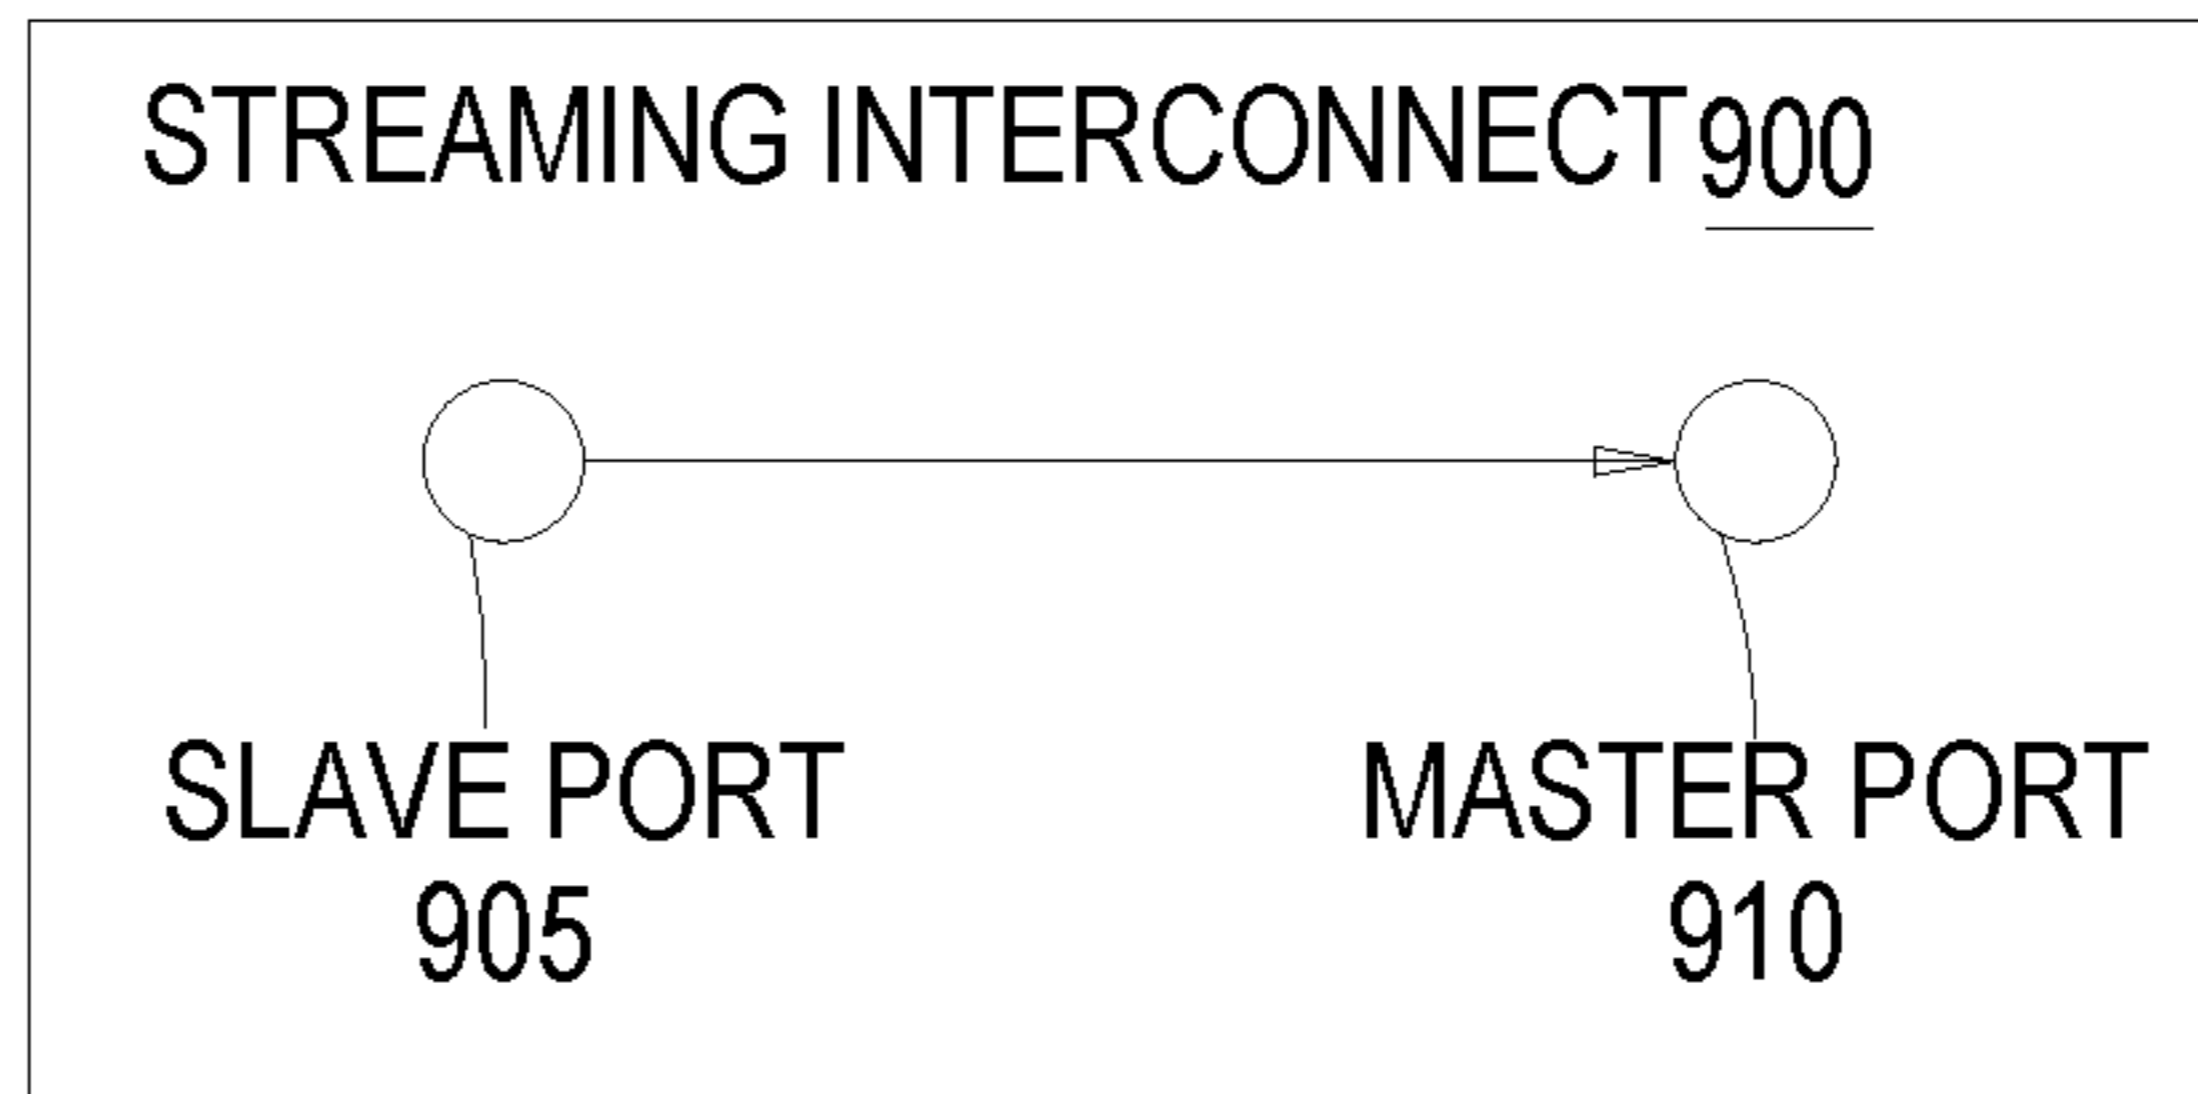 STREAMING INTERCONNECT 900
SLAVE PORT
905
MASTER PORT
910